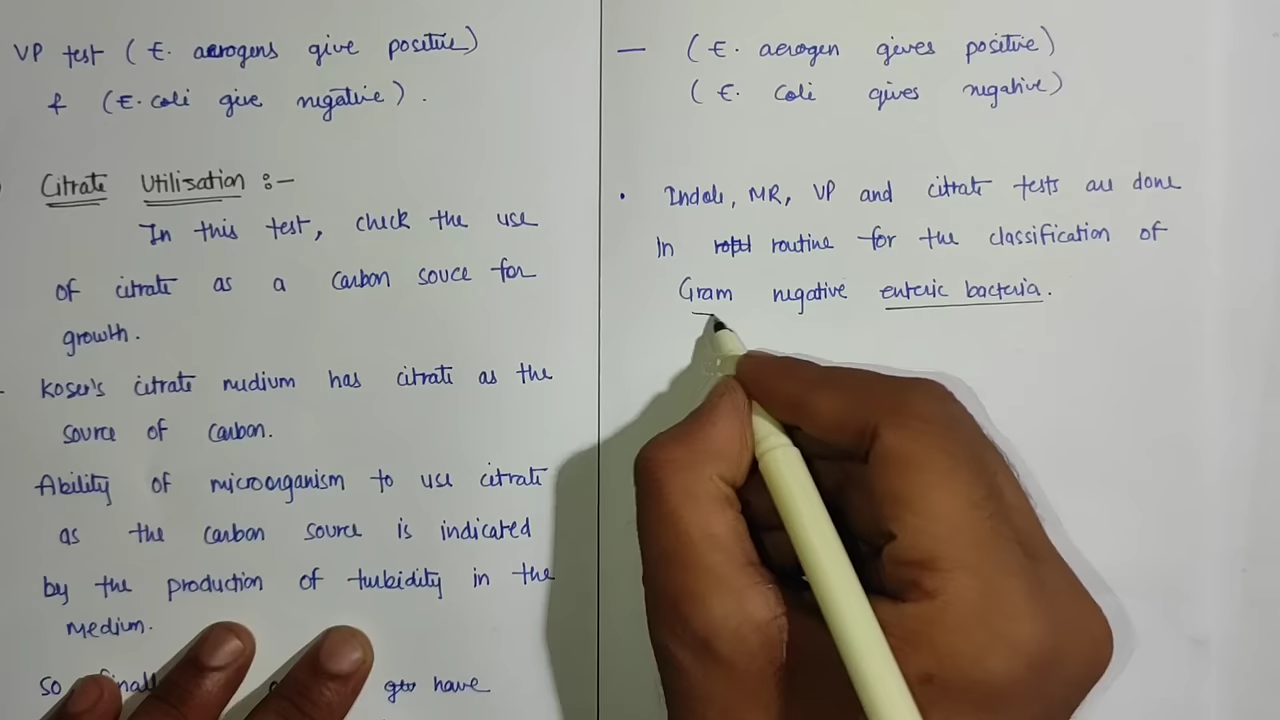 VP test ( E. aerogens give positive)
& (E. coli give negative) .
Citrate Utilisation :-
In this test, check the use
of citrate as a carbon souce for
growth.
Koser's citrate medium has citrate as the
source of carbon.
Ability of microorganism to use citrate
as the carbon source is indicated
by the production of turbidity in the
medium.
So have
— ( E. aerogen gives positive)
( E. coli gives negative)
• Indole, MR, VP and citrate tests are done
In routine for the classification of
Gram negative enteric bacteria.